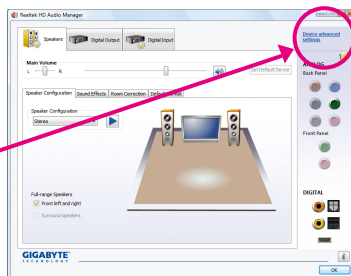 Realtek HD Audio Manager
Speakers
Digital Output
Digital Input
Device advanced
settings
Main Volume
L
R
Set Default Device
ANALOG
Back Panel
Speaker Configuration
Sound Effects
Room Correction
Default Format
Speaker Configuration
Stereo
Front Panel
Full-range Speakers
Front left and right
Surround speakers
DIGITAL
GIGABYTE
TECHNOLOGY
OK